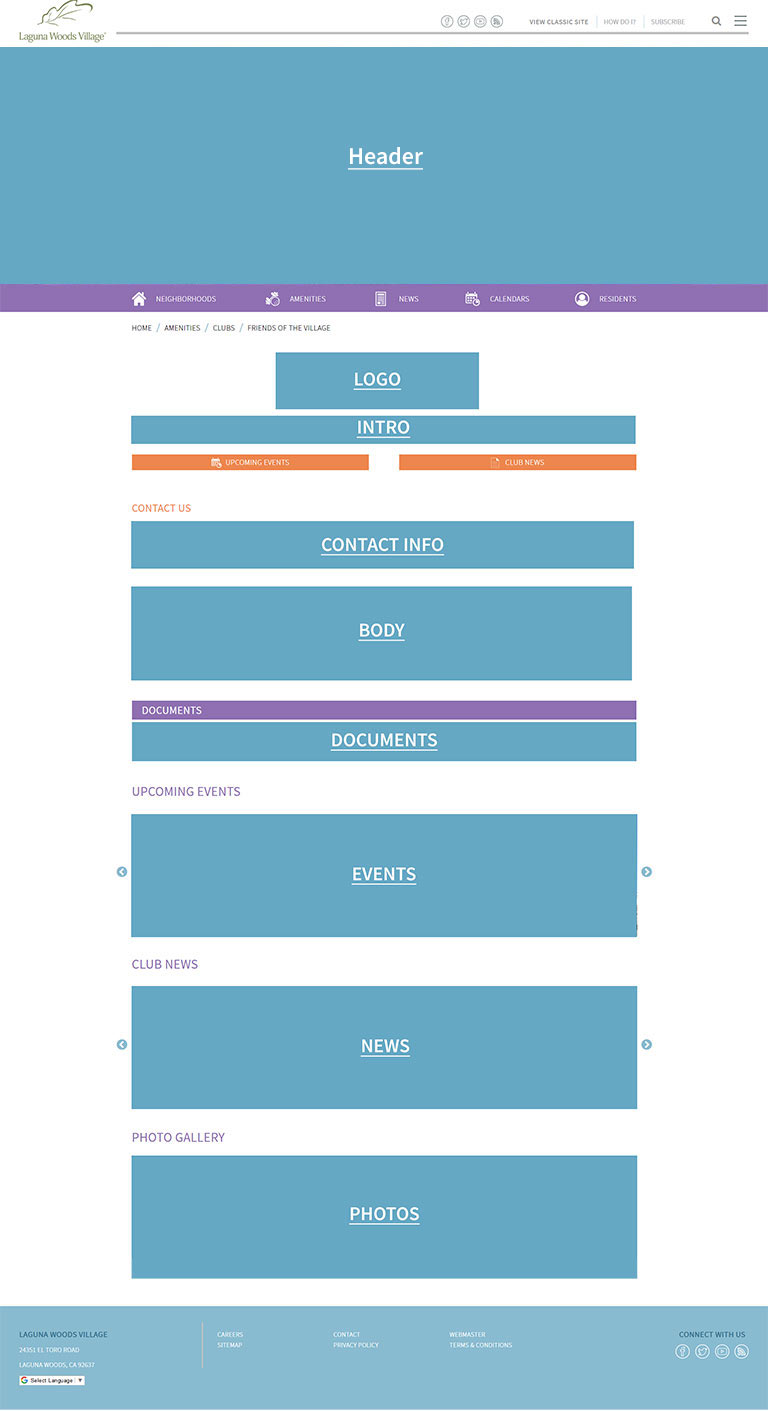 Laguna Woods Village®
VIEW CLASSIC SITE HOW DO I? SUBSCRIBE
Header
NEIGHBORHOODS AMENITIES NEWS CALENDARS RESIDENTS
HOME / AMENITIES / CLUBS / FRIENDS OF THE VILLAGE
LOGO
INTRO
UPCOMING EVENTS CLUB NEWS
CONTACT US
CONTACT INFO
BODY
DOCUMENTS
DOCUMENTS
UPCOMING EVENTS
EVENTS
CLUB NEWS
NEWS
PHOTO GALLERY
PHOTOS
LAGUNA WOODS VILLAGE
24351 EL TORO ROAD
LAGUNA WOODS, CA 92637
Select Language ▼
CAREERS
SITEMAP
CONTACT
PRIVACY POLICY
WEBMASTER
TERMS & CONDITIONS
CONNECT WITH US